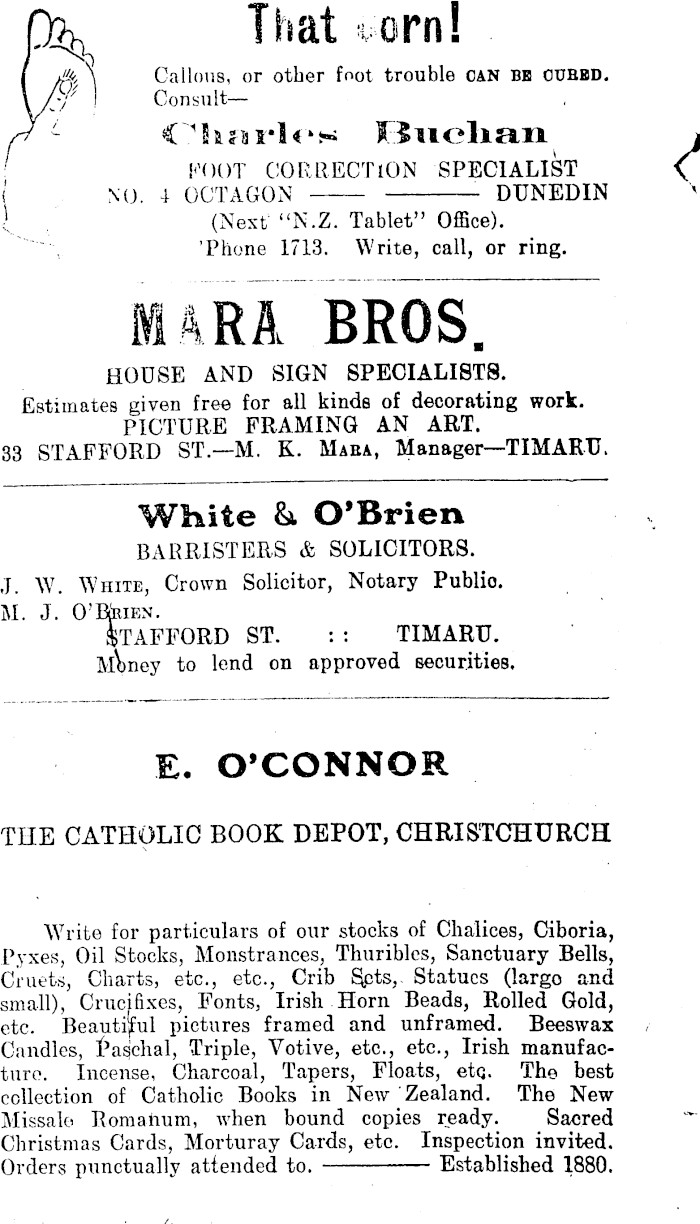 That Corn!
Callous, or other foot trouble CAN BE CURED.
Consult—
Charles Buchan
FOOT CORRECTION SPECIALIST
NO. 4 OCTAGON —— ——— DUNEDIN
(Next "N.Z. Tablet" Office).
'Phone 1713. Write, call, or ring.
MARA BROS.
HOUSE AND SIGN SPECIALISTS.
Estimates given free for all kinds of decorating work.
PICTURE FRAMING AN ART.
33 STAFFORD ST.—M. K. MARA, Manager—TIMARU.
White & O'Brien
BARRISTERS & SOLICITORS.
J. W. WHITE, Crown Solicitor, Notary Public.
M. J. O'BRIEN.
STAFFORD ST. :: TIMARU.
Money to lend on approved securities.
E. O'CONNOR
THE CATHOLIC BOOK DEPOT, CHRISTCHURCH
Write for particulars of our stocks of Chalices, Ciboria,
Pyxes, Oil Stocks, Monstrances, Thuribles, Sanctuary Bells,
Cruets, Charts, etc., etc., Crib Sets, Statues (large and
small), Crucifixes, Fonts, Irish Horn Beads, Rolled Gold,
etc. Beautiful pictures framed and unframed. Beeswax
Candles, Paschal, Triple, Votive, etc., etc., Irish manufac-
ture. Incense, Charcoal, Tapers, Floats, etc. The best
collection of Catholic Books in New Zealand. The New
Missale Romanum, when bound copies ready. Sacred
Christmas Cards, Morturay Cards, etc. Inspection invited.
Orders punctually attended to. ———— Established 1880.